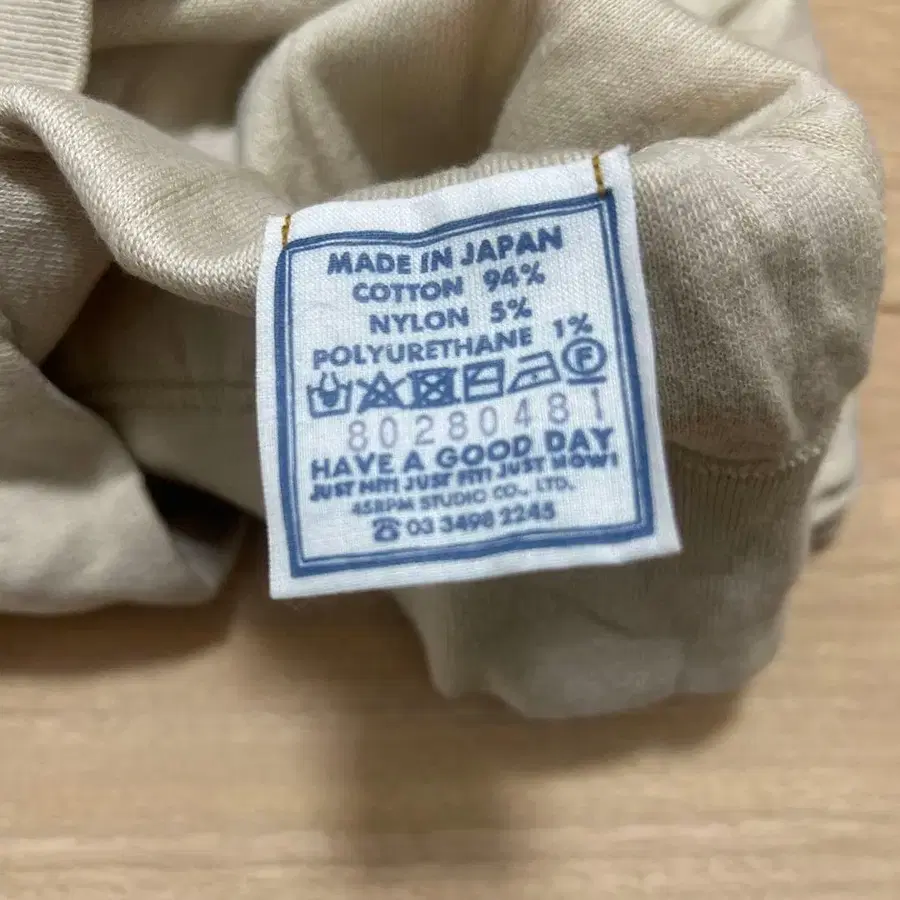 MADE IN JAPAN
COTTON 94%
NYLON 5%
POLYURETHANE 1%
F
80280481
HAVE A GOOD DAY
JUST HIT! JUST FIT! JUST NOW!
45RPM STUDIO CO., LTD.
☎ 03 3498 2245